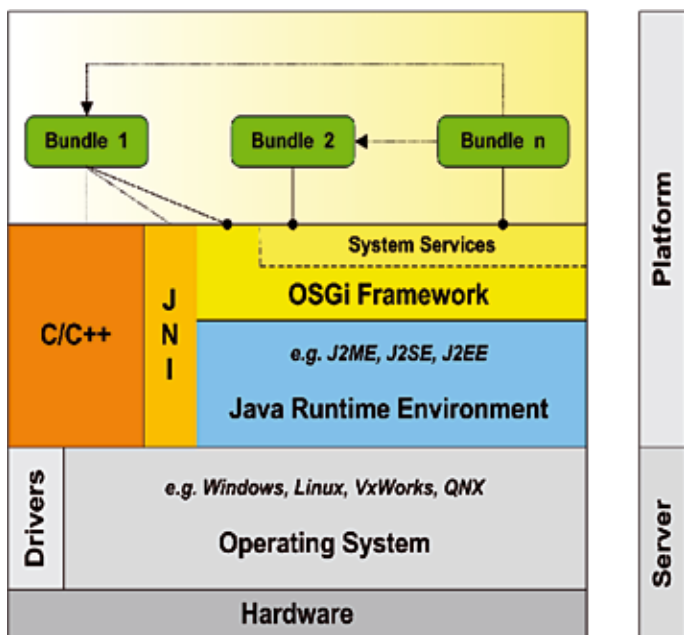 Bundle 1
Bundle 2
Bundle n
System Services
OSGi Framework
C/C++
J
N
I
e.g. J2ME, J2SE, J2EE
Java Runtime Environment
Drivers
e.g. Windows, Linux, VxWorks, QNX
Operating System
Hardware
Platform
Server